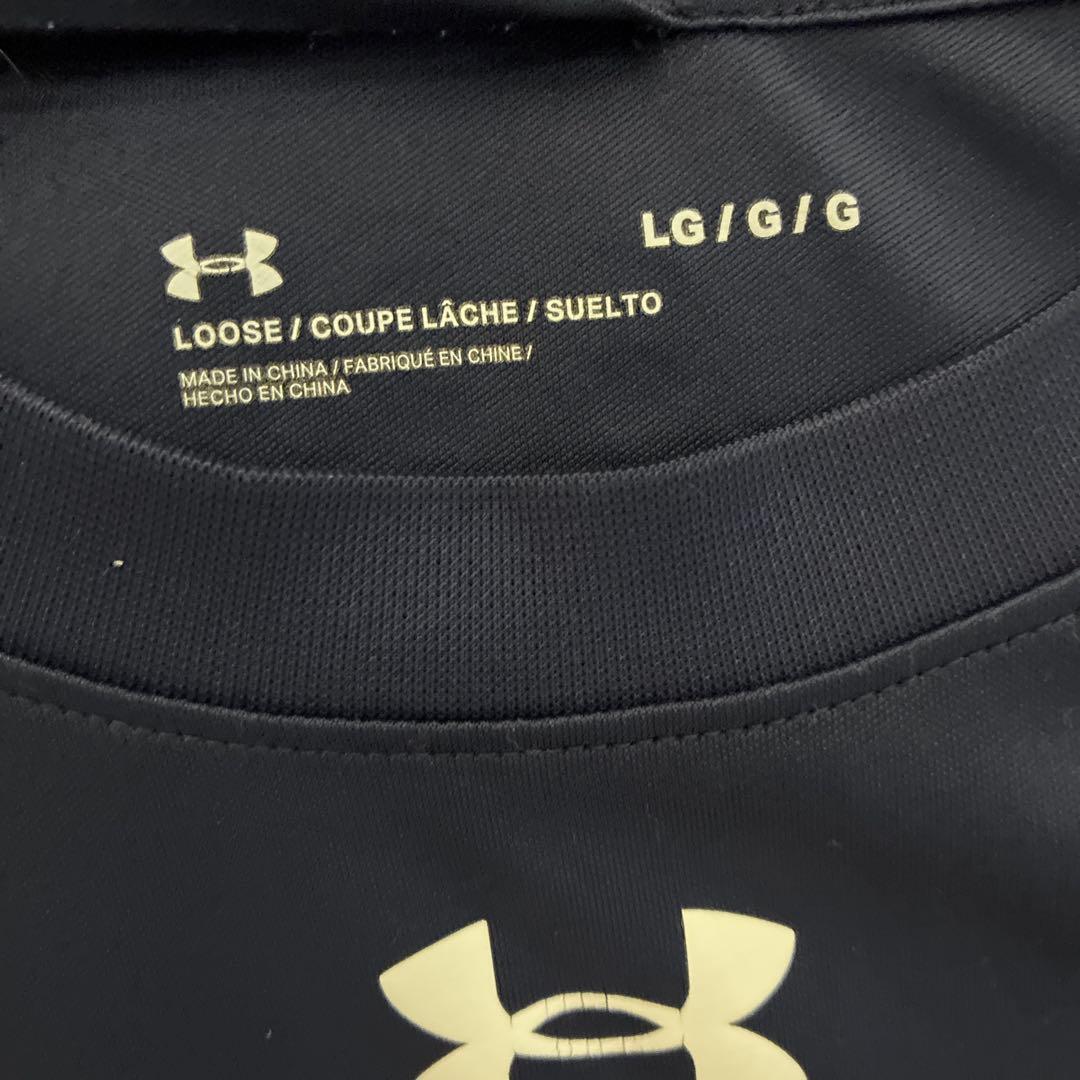 LG / G / G
LOOSE / COUPE LÂCHE / SUELTO
MADE IN CHINA / FABRIQUÉ EN CHINE /
HECHO EN CHINA